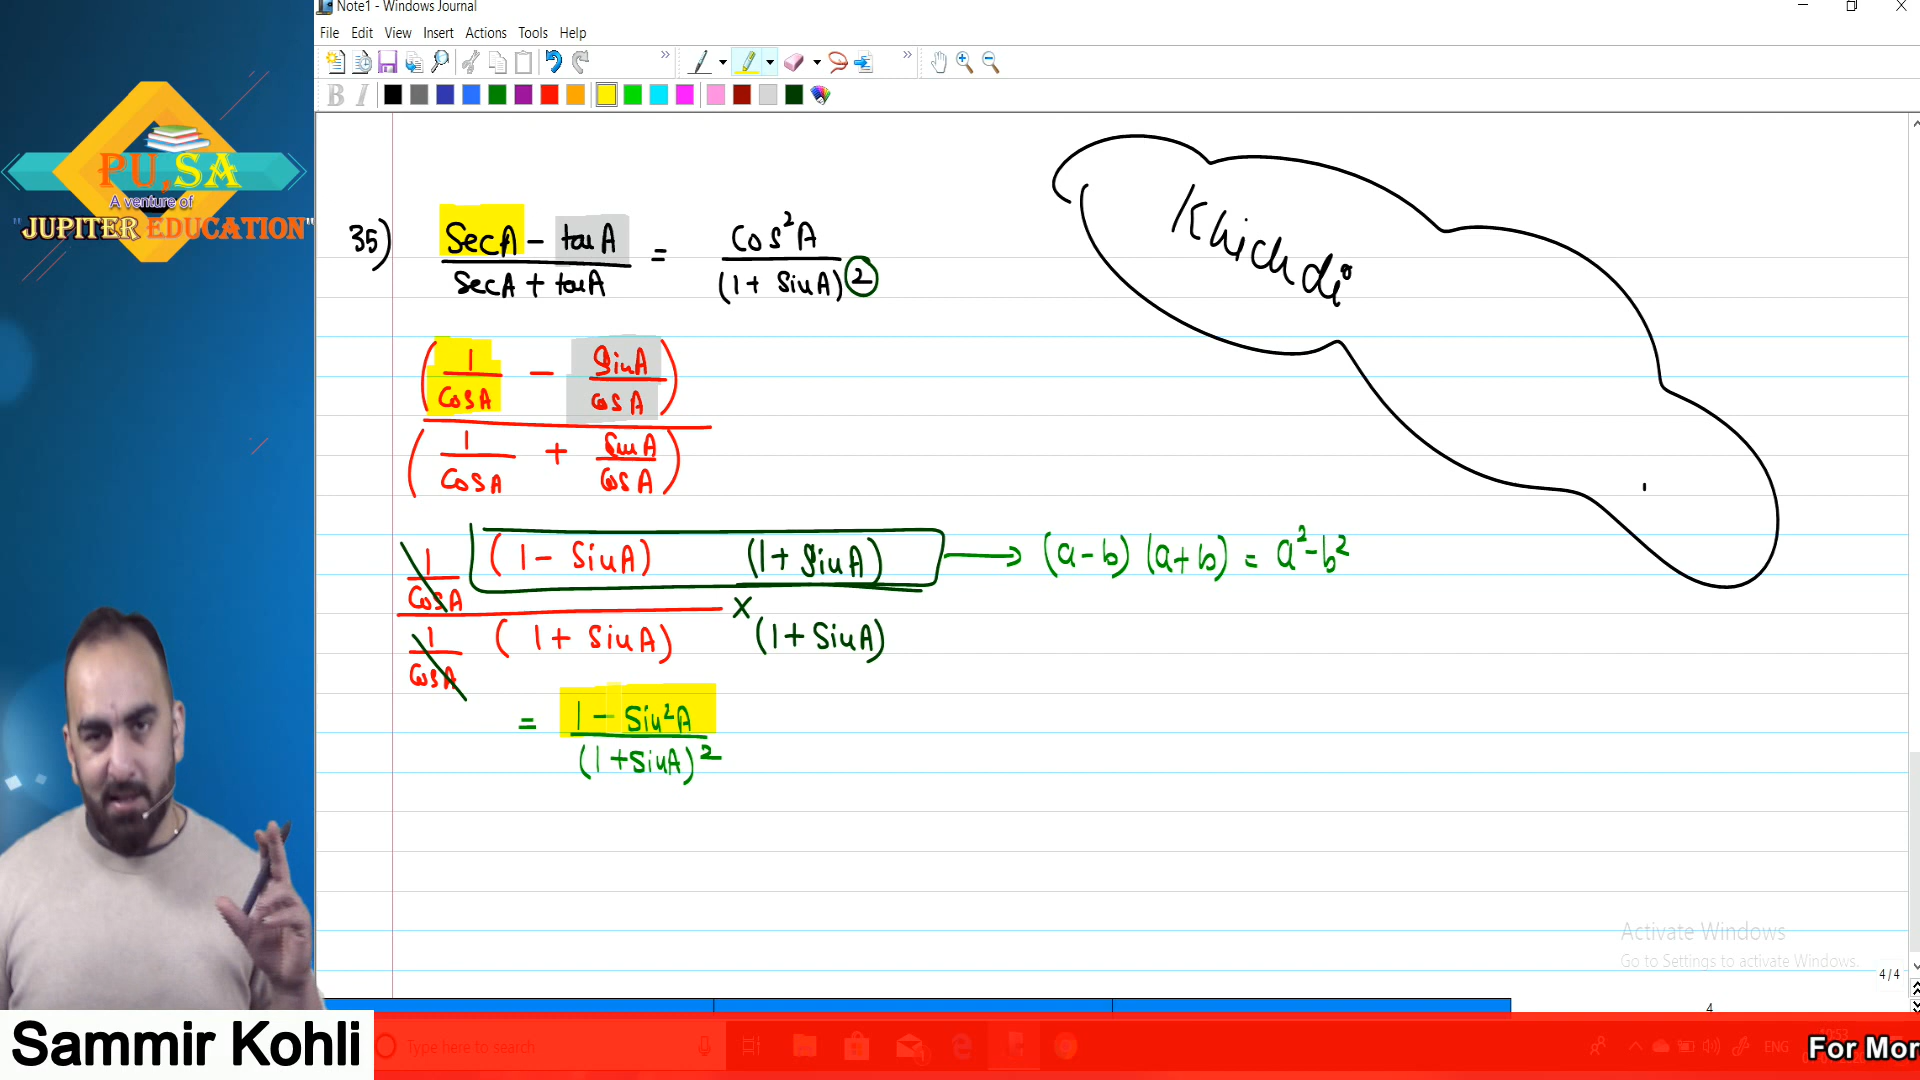 Note1 - Windows Journal
File Edit View Insert Actions Tools Help
B I
PU,SA
A venture of
"JUPITER EDUCATION"
35) SecA - tanA / SecA + tanA = Cos²A / (1 + SinA) 2
Khichdi
(1/CosA - SinA/CosA)
(1/CosA + SinA/CosA)
1/CosA (1 - SinA) (1 + SinA) → (a-b) (a+b) = a²-b²
×
1/CosA (1 + SinA) (1 + SinA)
= 1 - Sin²A
(1+SinA)²
Activate Windows
Go to Settings to activate Windows.
4/4
4
Sammir Kohli
Type here to search
ENG
For Mor